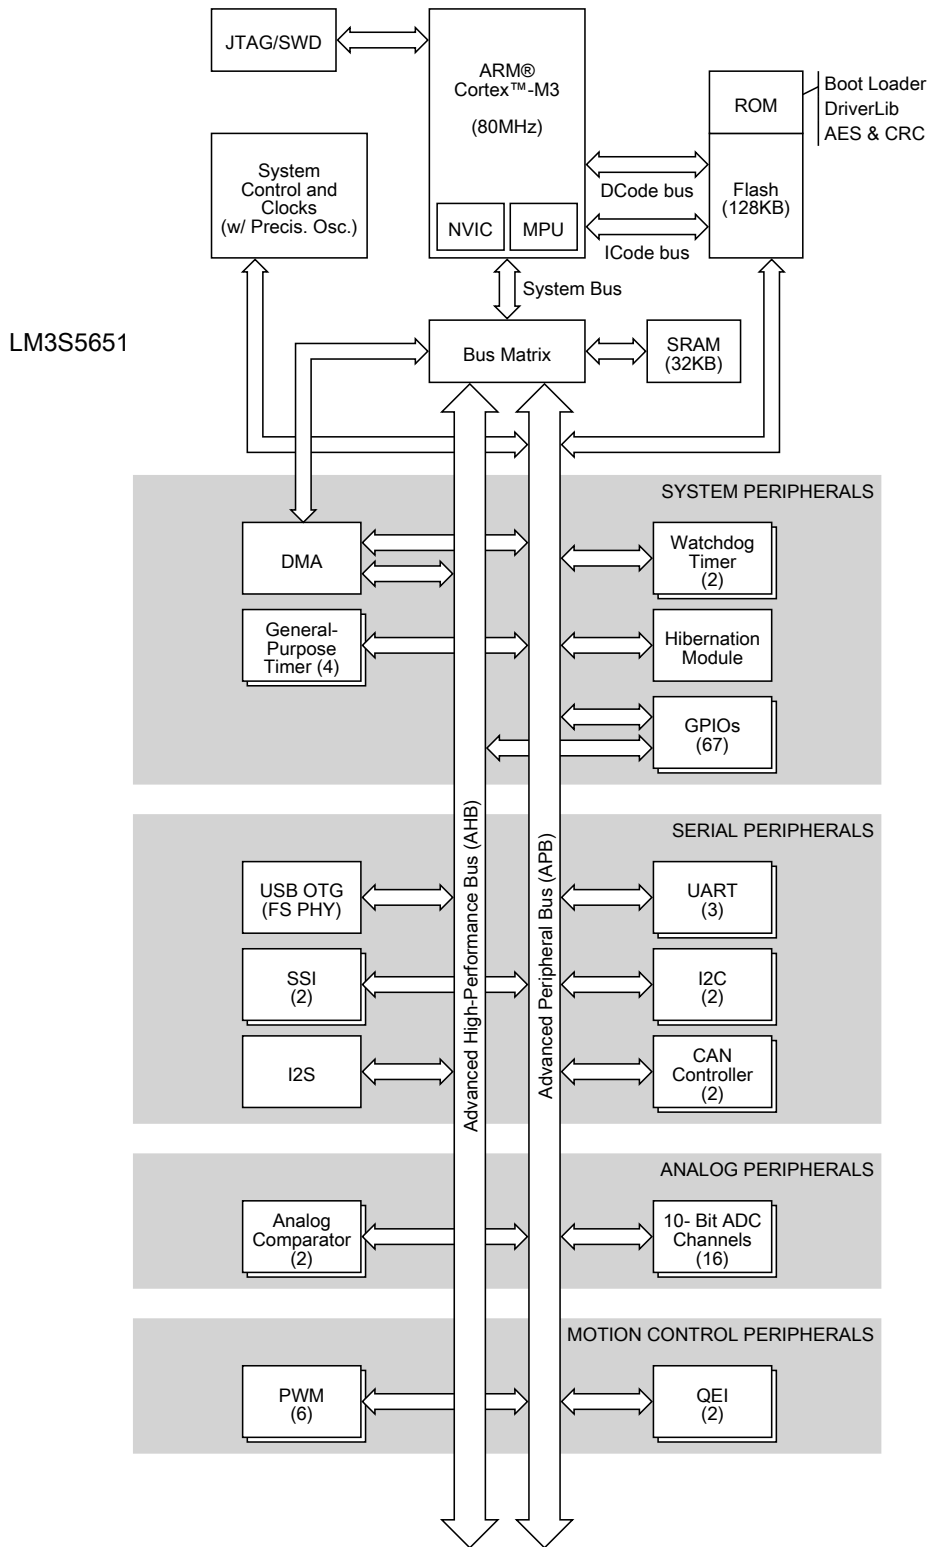 JTAG/SWD
ARM®
Cortex™-M3
(80MHz)
NVIC
MPU
ROM
Boot Loader
DriverLib
AES & CRC
Flash
(128KB)
DCode bus
ICode bus
System
Control and
Clocks
(w/ Precis. Osc.)
System Bus
LM3S5651
Bus Matrix
SRAM
(32KB)
SYSTEM PERIPHERALS
DMA
Watchdog
Timer
(2)
General-
Purpose
Timer (4)
Hibernation
Module
GPIOs
(67)
Advanced High-Performance Bus (AHB)
Advanced Peripheral Bus (APB)
SERIAL PERIPHERALS
USB OTG
(FS PHY)
UART
(3)
SSI
(2)
I2C
(2)
I2S
CAN
Controller
(2)
ANALOG PERIPHERALS
Analog
Comparator
(2)
10- Bit ADC
Channels
(16)
MOTION CONTROL PERIPHERALS
PWM
(6)
QEI
(2)